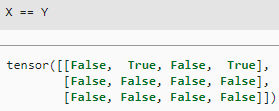 X == Y
tensor([[False,  True, False,  True],
        [False, False, False, False],
        [False, False, False, False]])